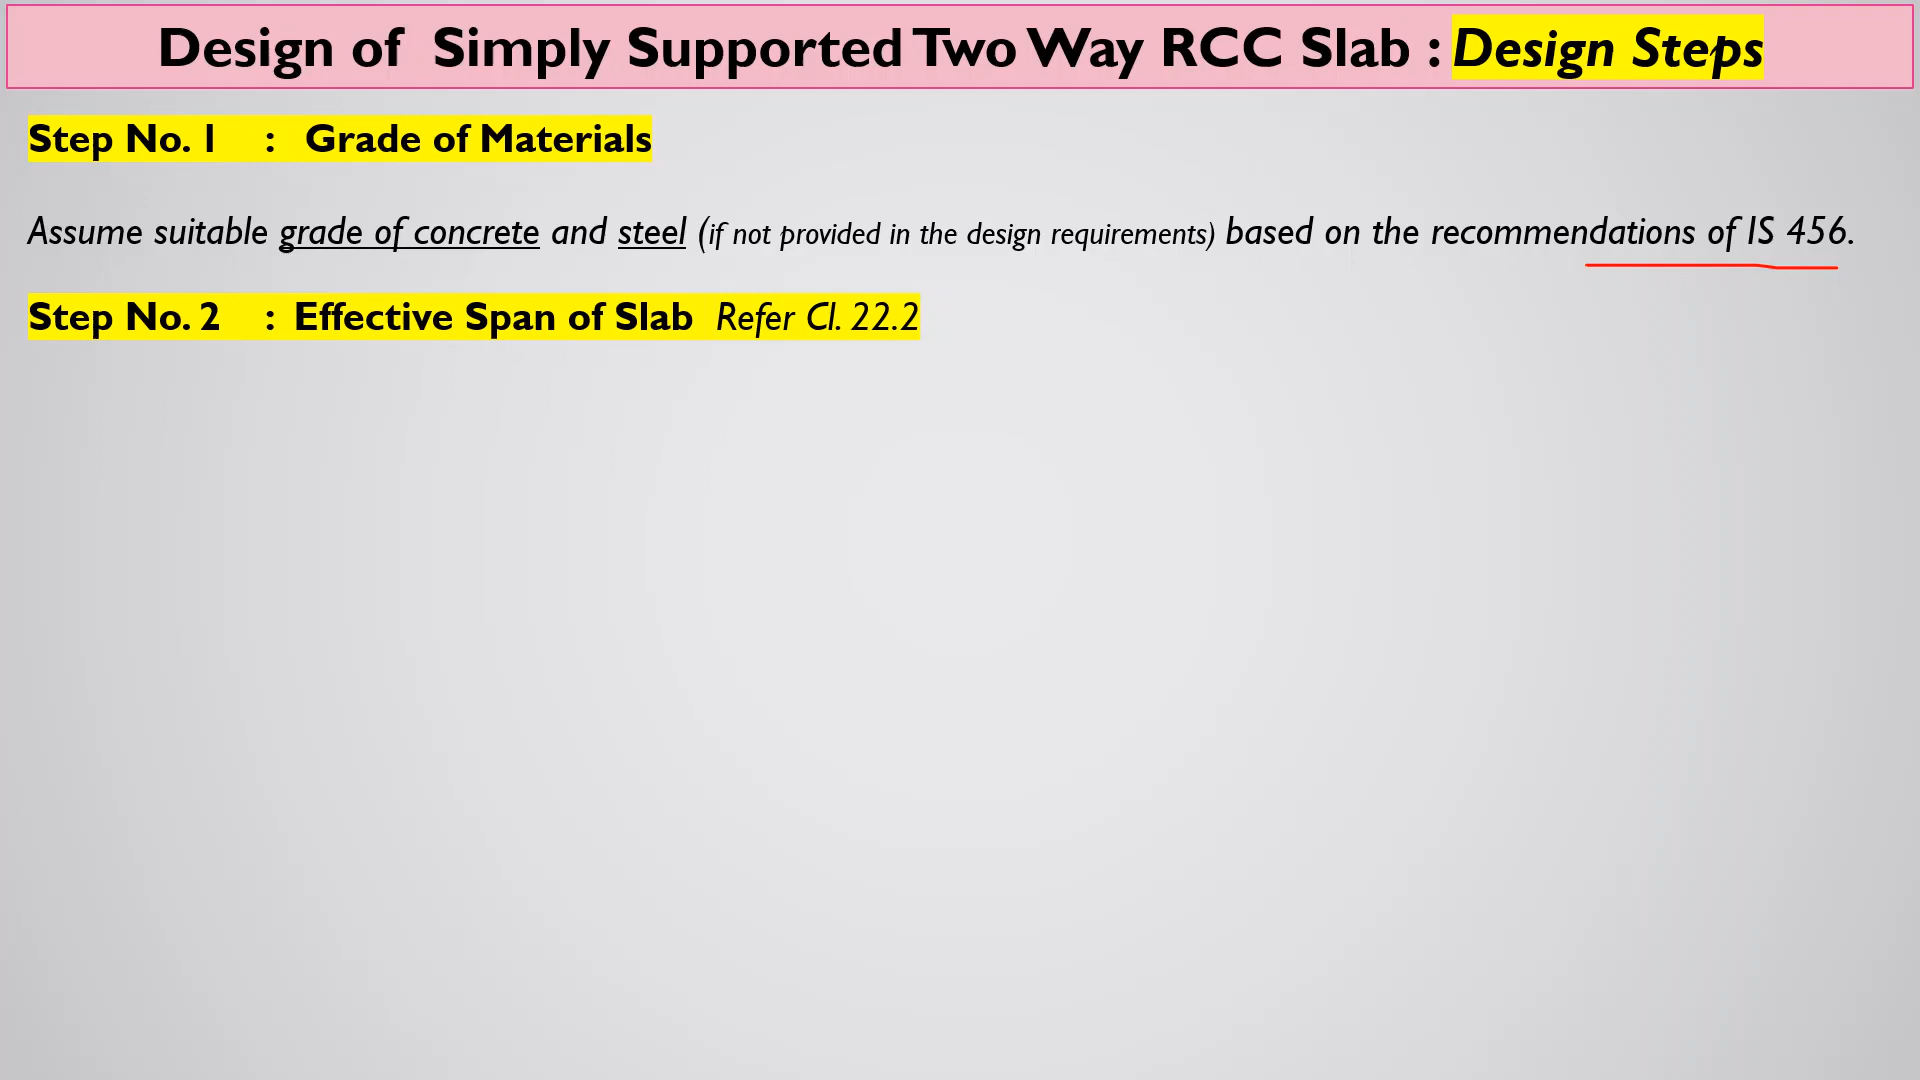 Design of Simply Supported Two Way RCC Slab : Design Steps
Step No. 1 : Grade of Materials
Assume suitable grade of concrete and steel (if not provided in the design requirements) based on the recommendations of IS 456.
Step No. 2 : Effective Span of Slab Refer Cl. 22.2